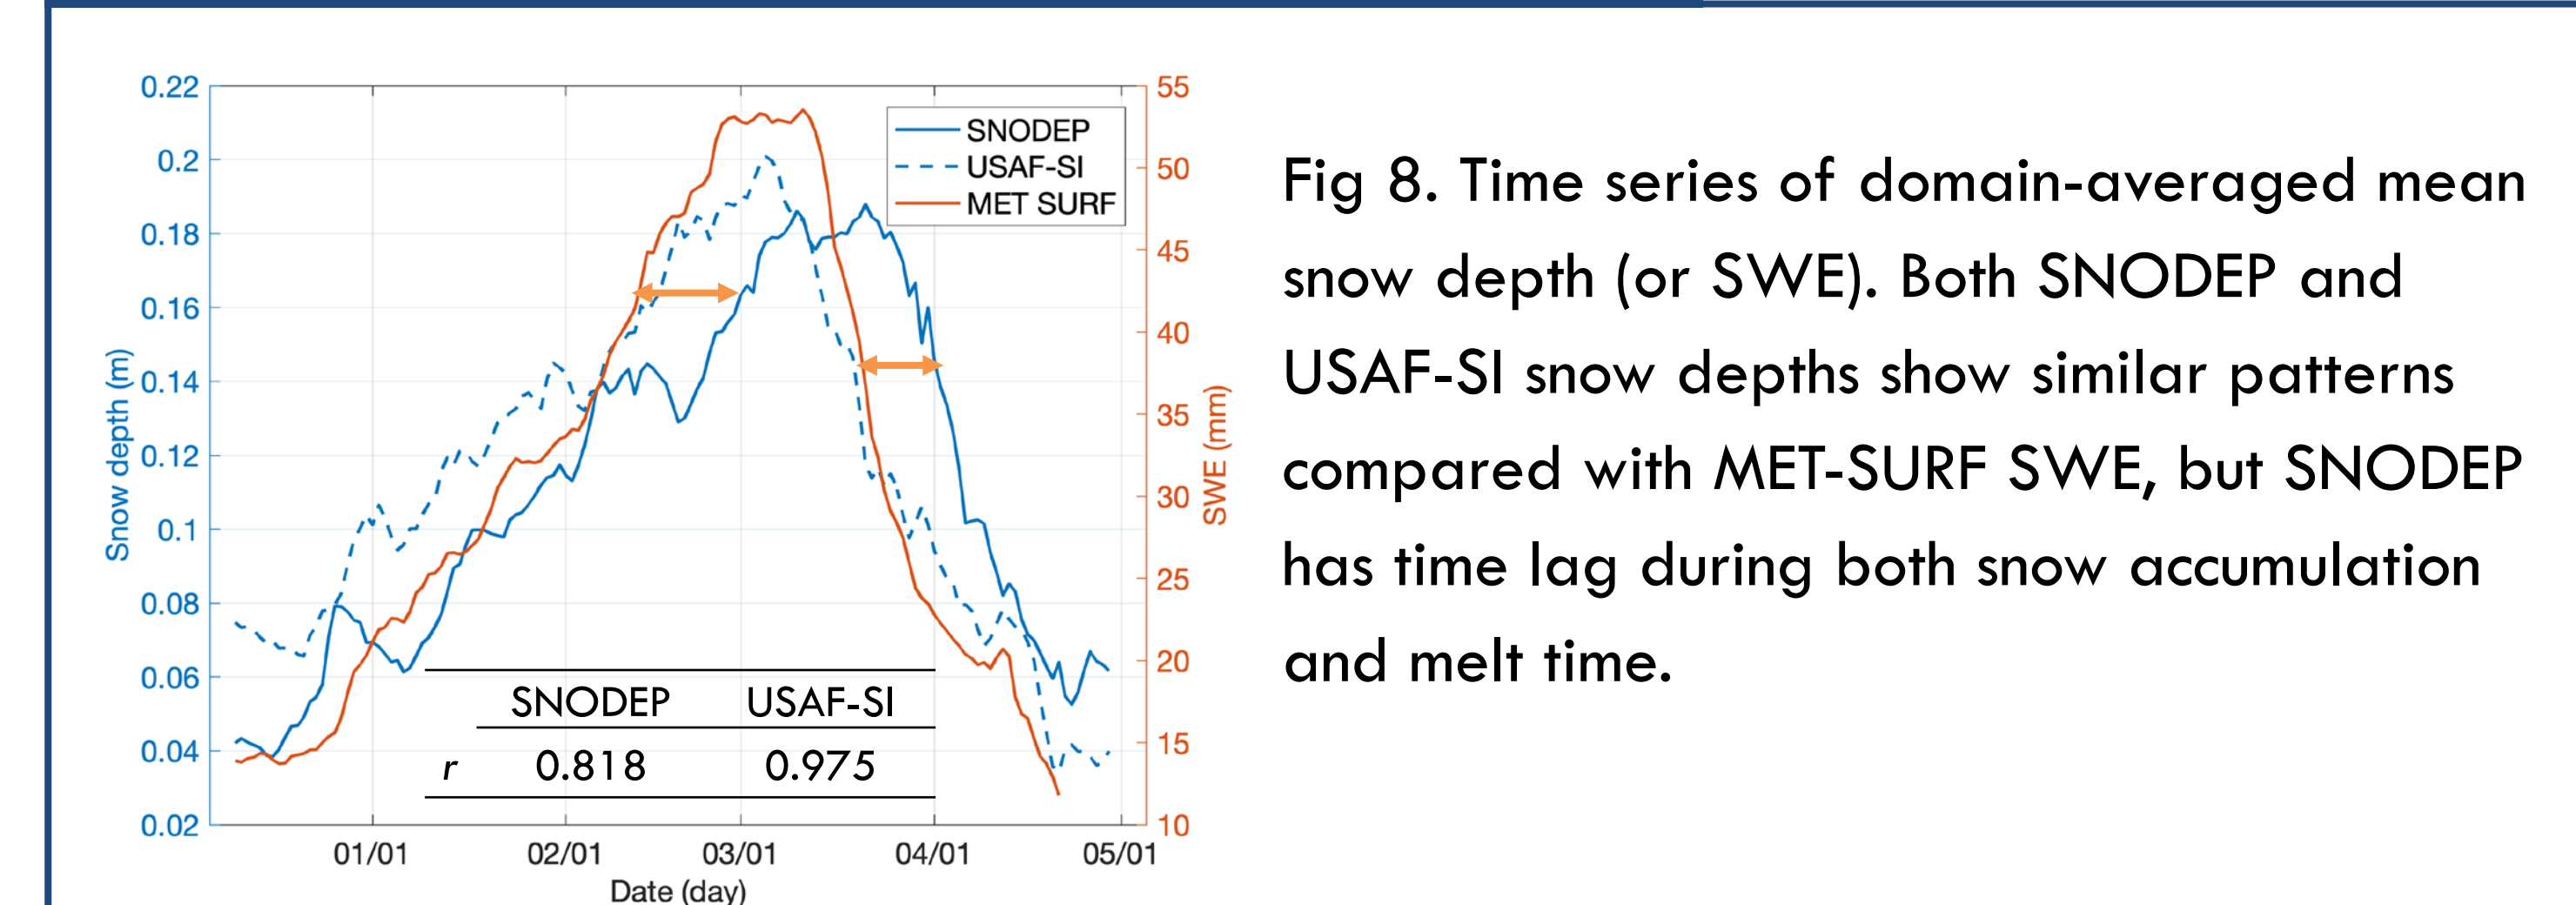 0.22
0.2
0.18
0.16
0.14
0.12
0.1
0.08
0.06
0.04
0.02
Snow depth (m)
55
50
45
40
35
30
25
20
15
10
SWE (mm)
SNODEP
USAF-SI
MET SURF
SNODEP USAF-SI
r 0.818 0.975
01/01 02/01 03/01 04/01 05/01
Date (day)
Fig 8. Time series of domain-averaged mean
snow depth (or SWE). Both SNODEP and
USAF-SI snow depths show similar patterns
compared with MET-SURF SWE, but SNODEP
has time lag during both snow accumulation
and melt time.